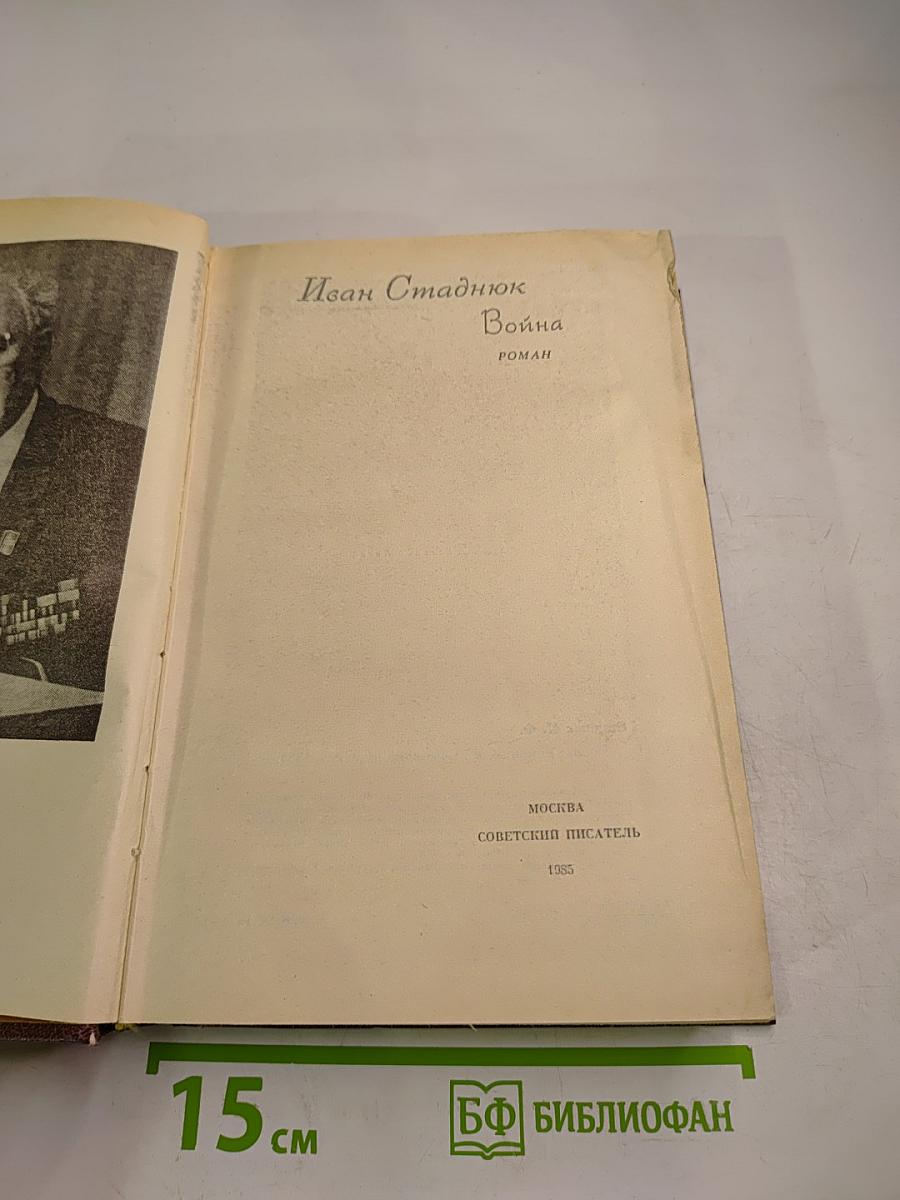 Иван Стаднюк
Война
РОМАН
МОСКВА
СОВЕТСКИЙ ПИСАТЕЛЬ
1985
15 см
БФ БИБЛИОФАН